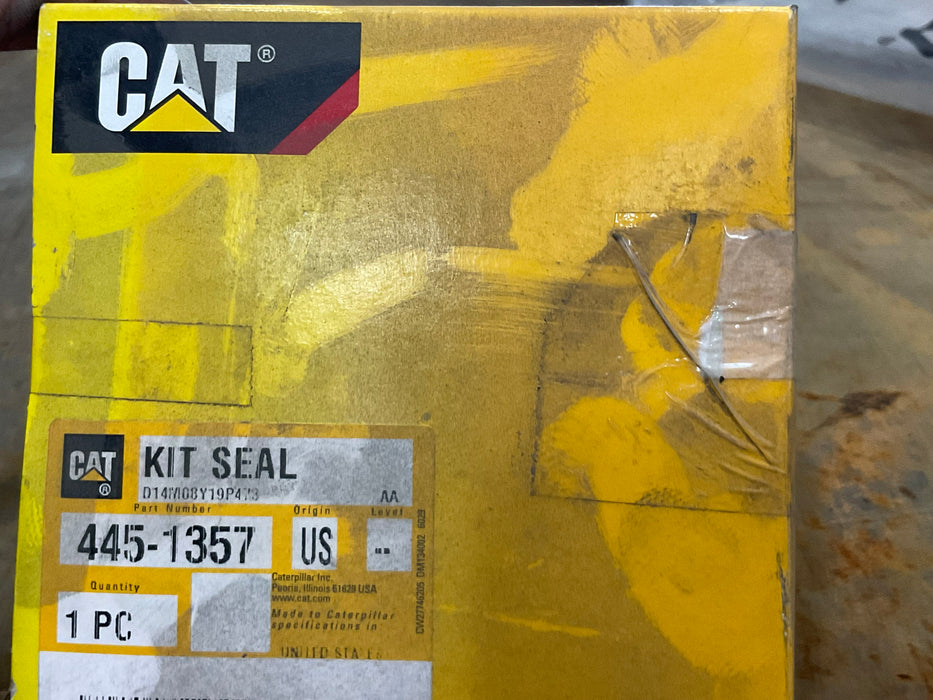 CAT®
CAT®
KIT SEAL
AA
Part Number
Origin
Level
445-1357
US
--
Quantity
1 PC
Caterpillar Inc.
Peoria, Illinois 61629 USA
www.cat.com
Made to Caterpillar
specifications in
UNITED STATES